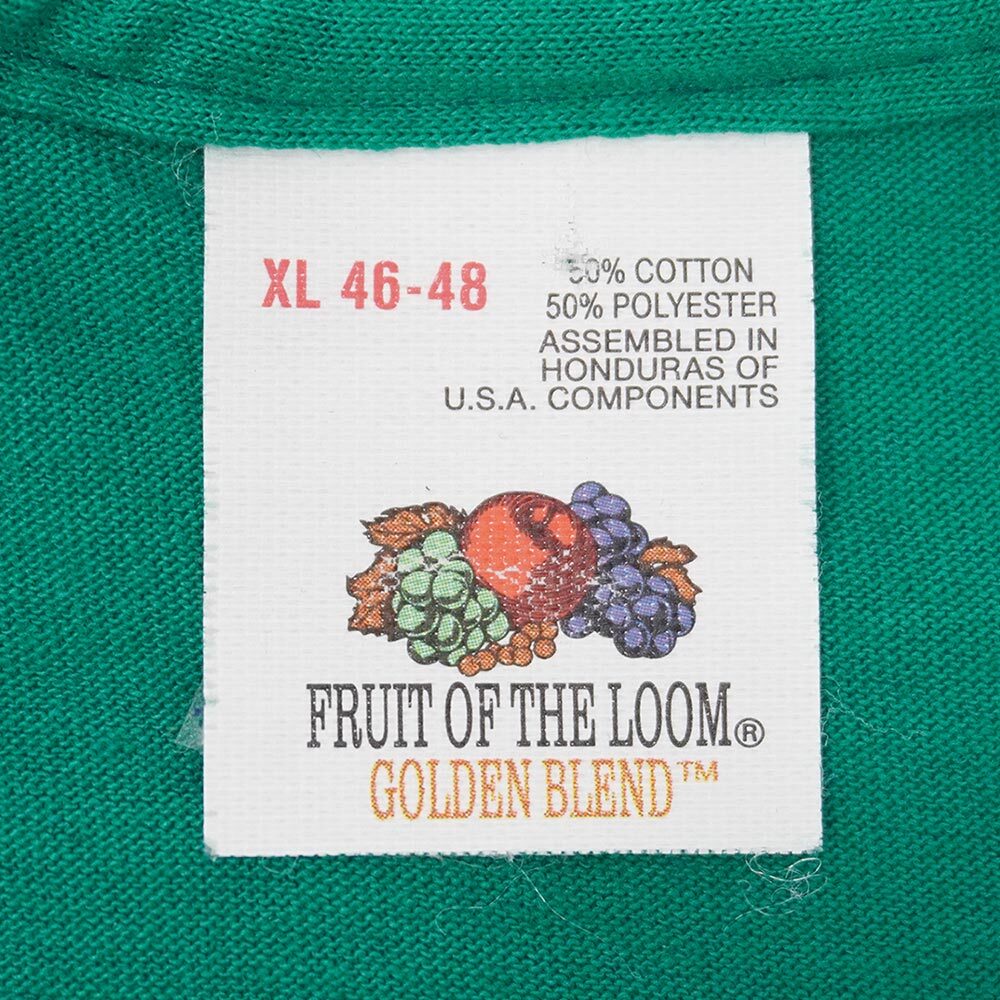 XL 46-48
50% COTTON
50% POLYESTER
ASSEMBLED IN
HONDURAS OF
U.S.A. COMPONENTS
FRUIT OF THE LOOM®
GOLDEN BLEND™